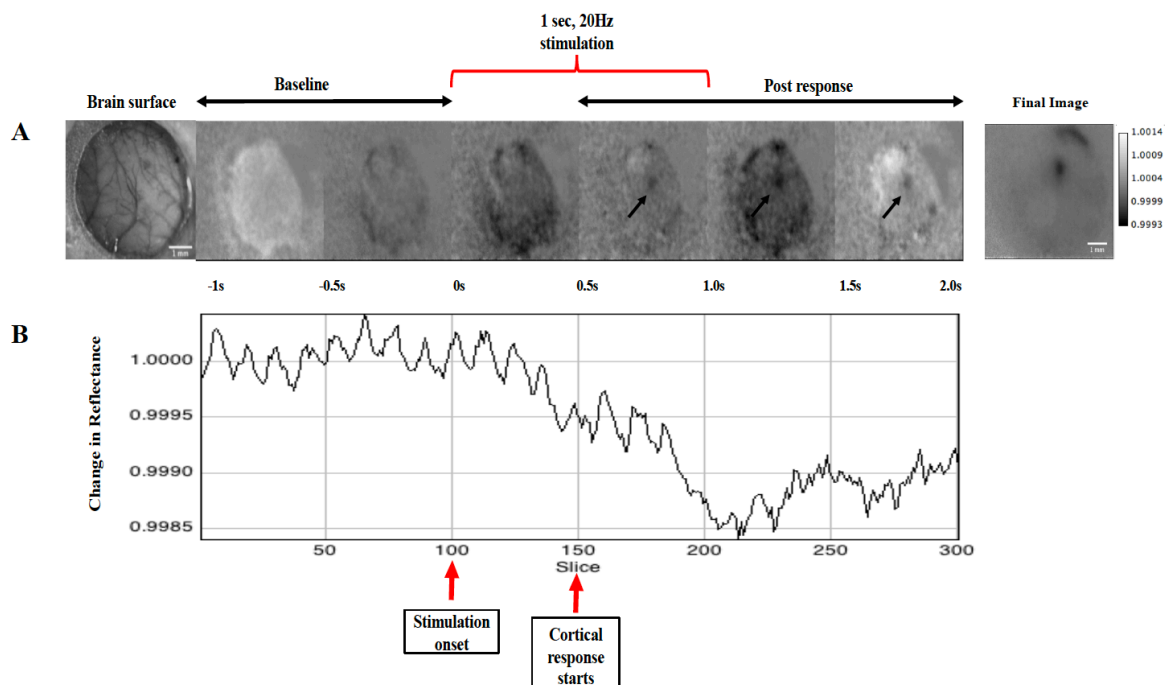 1 sec, 20Hz
stimulation
Baseline
Post response
Brain surface
Final Image
A
1 mm
1.0014
1.0009
1.0004
0.9999
0.9993
1 mm
-1s
-0.5s
0s
0.5s
1.0s
1.5s
2.0s
B
Change in Reflectance
1.0000
0.9995
0.9990
0.9985
50
100
150
200
250
300
Slice
Stimulation
onset
Cortical
response
starts